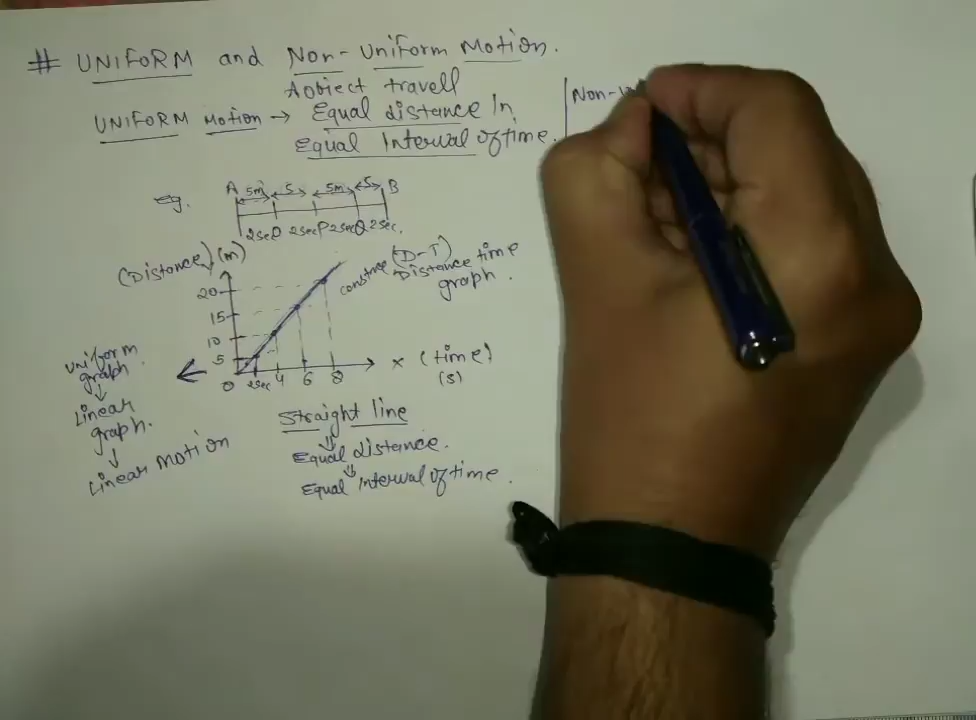 # UNIFORM and Non-Uniform Motion.
Aobject travell
UNIFORM MOTION → Equal distance In
Equal Interval of time.
Non-
eg.
A 5m 5 5m 5 B
2sec O 2sec P 2sec Q 2sec.
(Distance) (m)
constru (D-T)
Distance time
graph.
20
15
10
5
0 2sec 4 6 8
x (time)
(s)
uniform
graph
↓
Linear
graph.
↓
Linear Motion
Straight line
⇓
Equal distance.
⇓
Equal Interval of time.